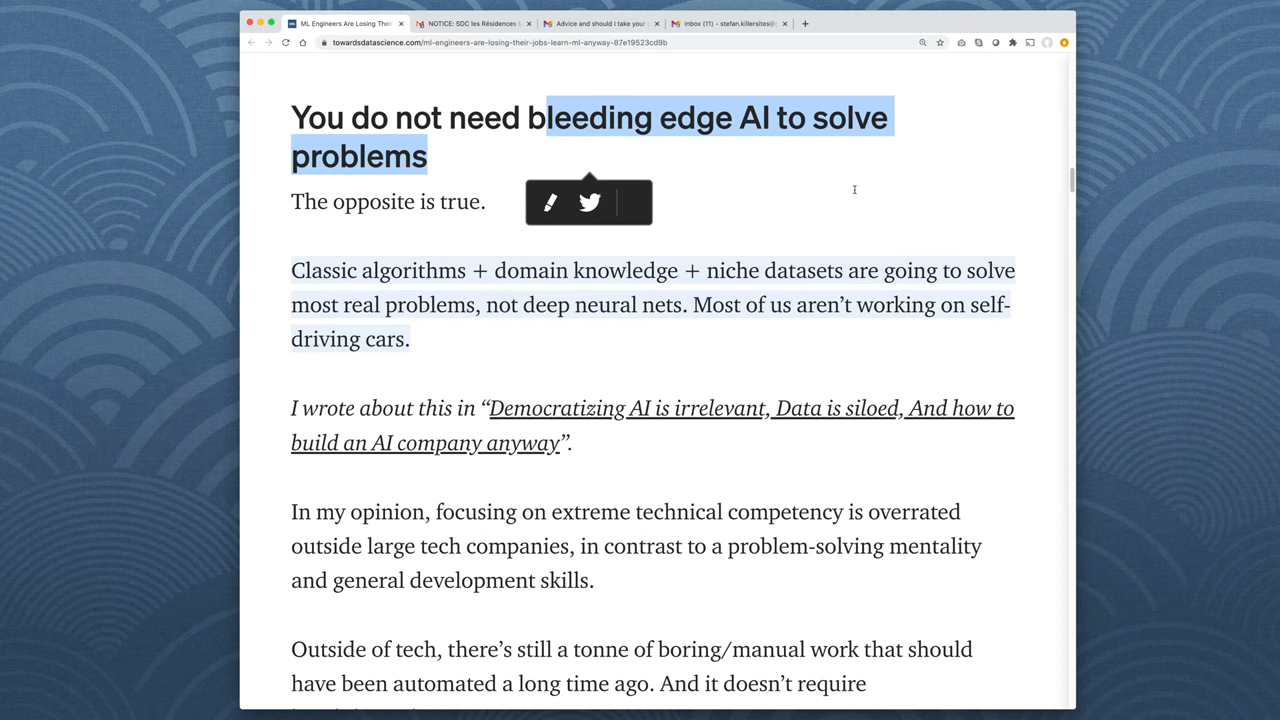 ML Engineers Are Losing Thei
NOTICE: SDC les Résidences
Advice and should I take your
Inbox (11) - stefan.killersites@
towardsdatascience.com/ml-engineers-are-losing-their-jobs-learn-ml-anyway-87e19523cd9b
You do not need bleeding edge AI to solve
problems
The opposite is true.
Classic algorithms + domain knowledge + niche datasets are going to solve
most real problems, not deep neural nets. Most of us aren’t working on self-
driving cars.
I wrote about this in “Democratizing AI is irrelevant, Data is siloed, And how to
build an AI company anyway”.
In my opinion, focusing on extreme technical competency is overrated
outside large tech companies, in contrast to a problem-solving mentality
and general development skills.
Outside of tech, there’s still a tonne of boring/manual work that should
have been automated a long time ago. And it doesn’t require